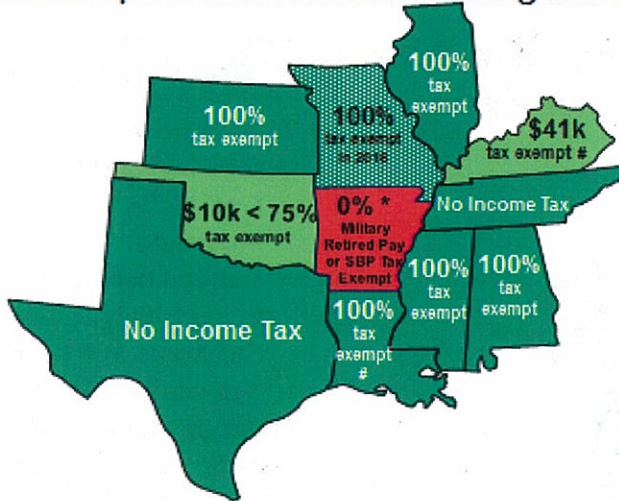 100%
tax
exempt
100%
tax exempt
100%
tax exempt
in 2016
$41k
tax exempt #
No Income Tax
$10k < 75%
tax exempt
0% *
Military
Retired Pay
or SBP Tax
Exempt
100%
tax
exempt
100%
tax
exempt
No Income Tax
100%
tax
exempt
#